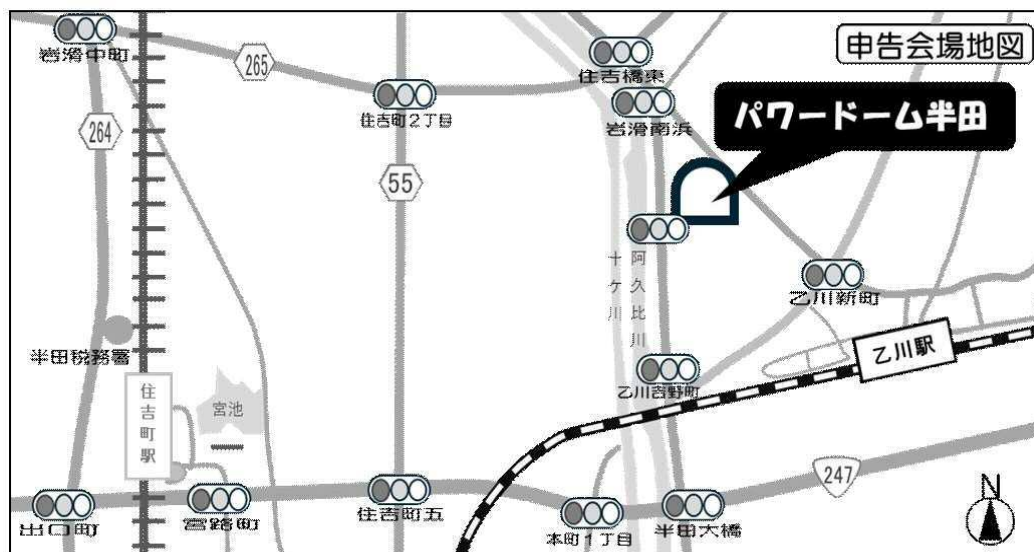 申告会場地図
岩滑中町
265
住吉町2丁目
住吉橋東
岩滑南浜
パワードーム半田
264
55
十ケ川
阿久比川
乙川新町
半田税務署
住吉町駅
宮池
乙川吉野町
乙川駅
247
N
出口町
宮路町
住吉町五
本町1丁目
半田大橋